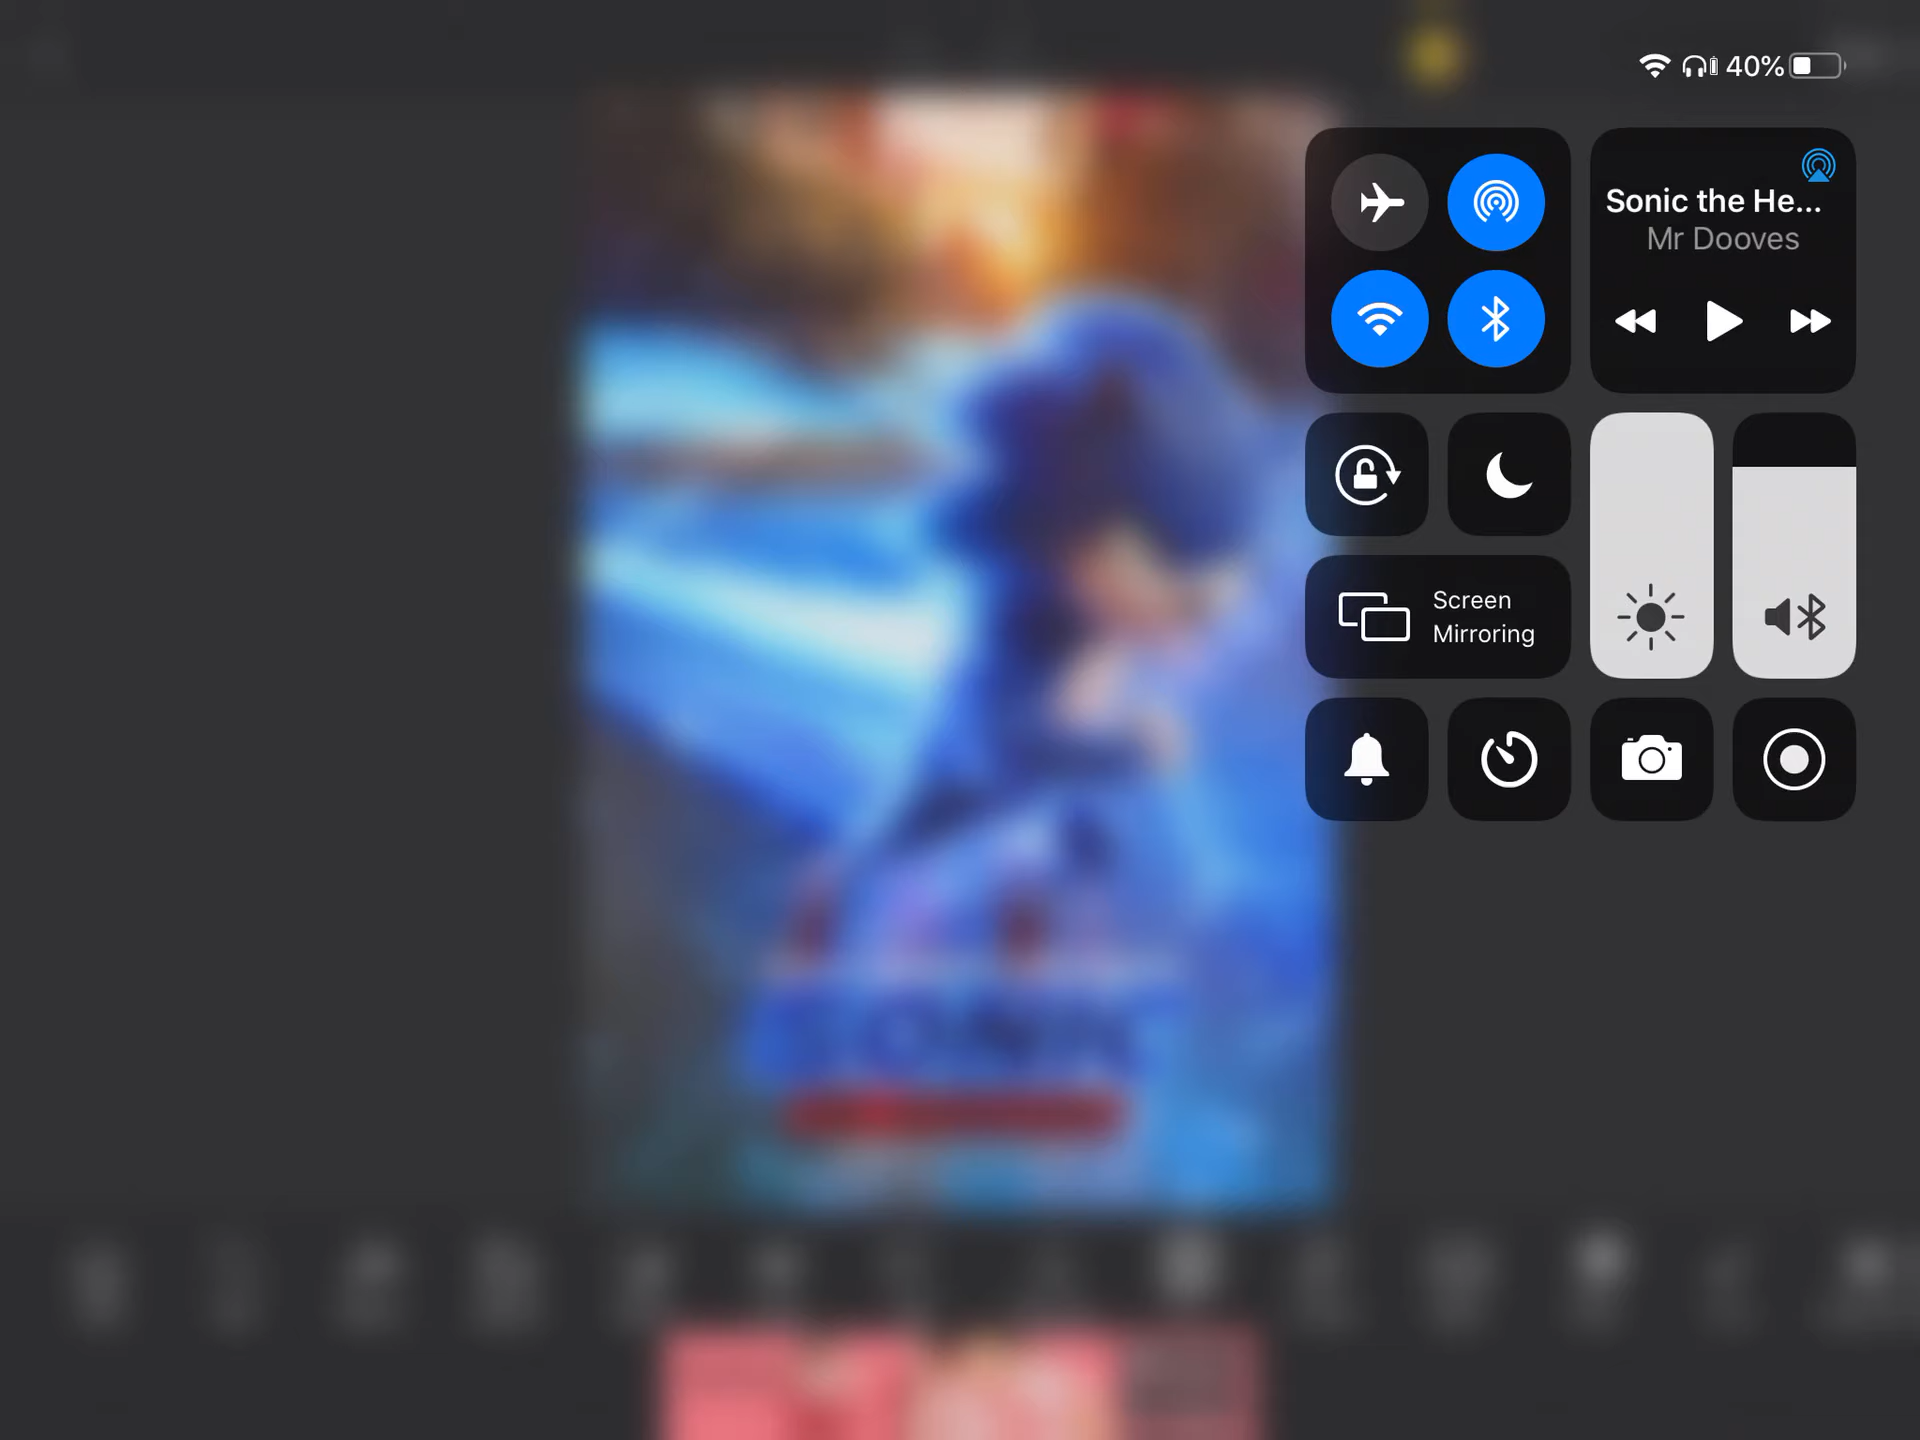 40%
Sonic the He...
Mr Dooves
Screen
Mirroring